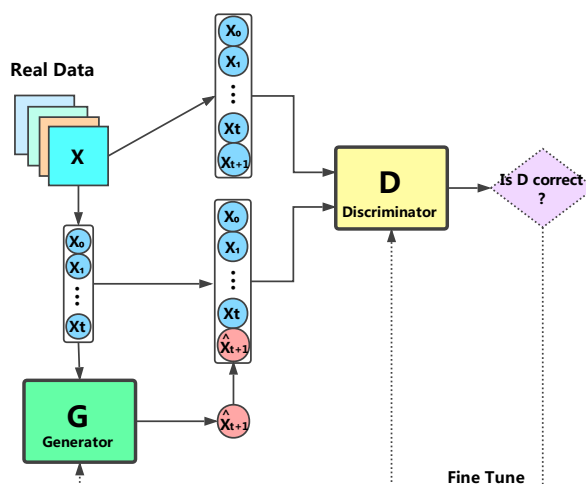 Real Data
X
X₀
X₁
⋮
Xt
Xₜ₊₁
X₀
X₁
⋮
Xt
X₀
X₁
⋮
Xt
X̂ₜ₊₁
X̂ₜ₊₁
G
Generator
D
Discriminator
Is D correct
?
Fine Tune